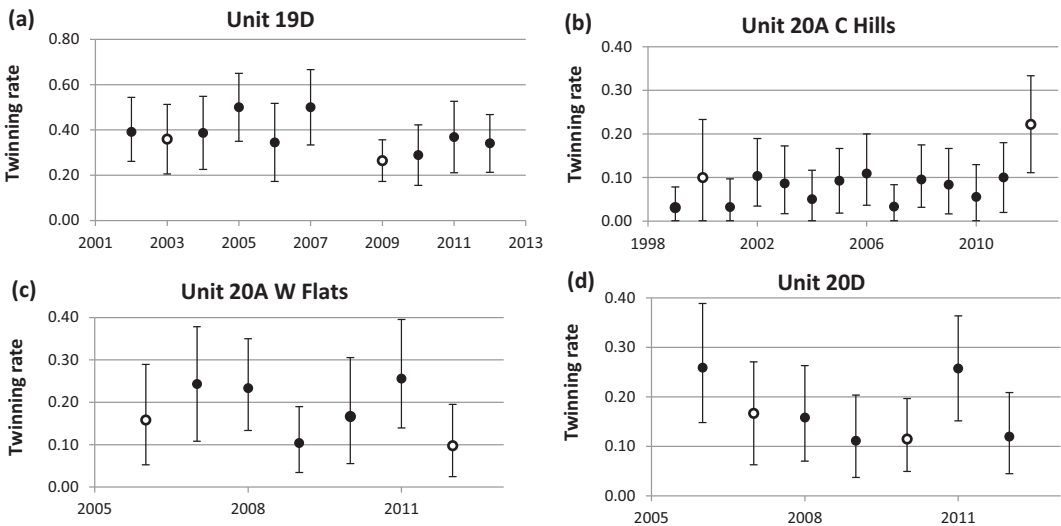 (a)
Unit 19D
Twinning rate
0.80
0.60
0.40
0.20
0.00
2001 2003 2005 2007 2009 2011 2013
(b)
Unit 20A C Hills
Twinning rate
0.40
0.30
0.20
0.10
0.00
1998 2002 2006 2010
(c)
Unit 20A W Flats
Twinning rate
0.40
0.30
0.20
0.10
0.00
2005 2008 2011
(d)
Unit 20D
Twinning rate
0.40
0.30
0.20
0.10
0.00
2005 2008 2011